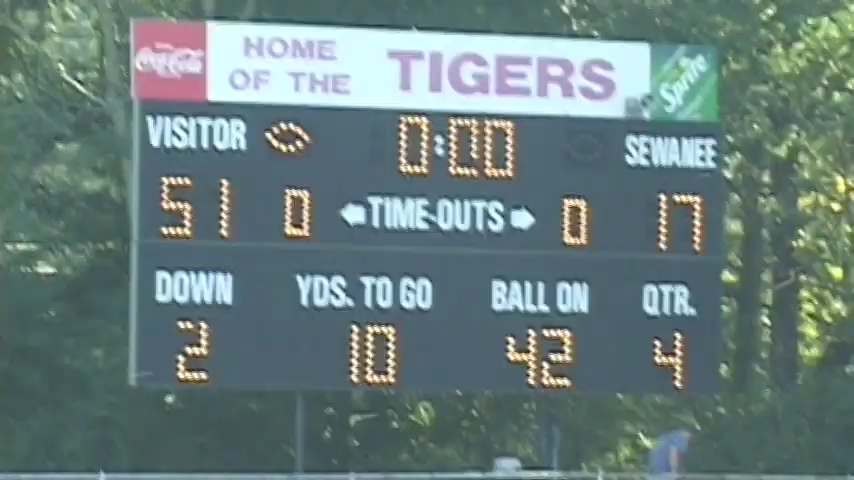 Coca-Cola
HOME
OF THE TIGERS
Sprite
VISITOR 0:00 SEWANEE
51 0 TIME-OUTS 0 17
DOWN YDS. TO GO BALL ON QTR.
2 10 42 4